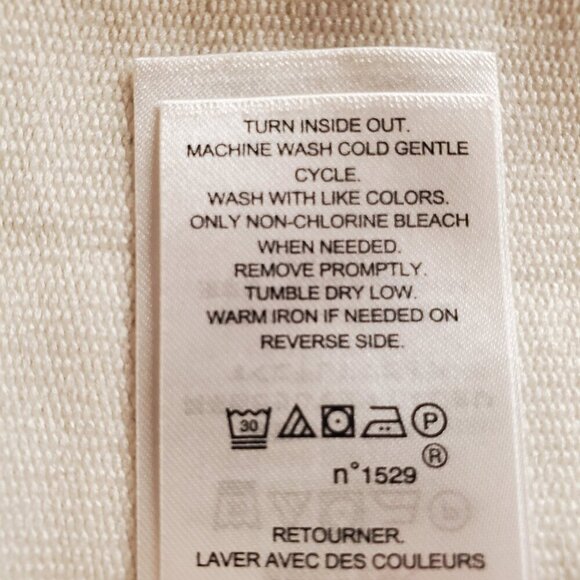 TURN INSIDE OUT.
MACHINE WASH COLD GENTLE
CYCLE.
WASH WITH LIKE COLORS.
ONLY NON-CHLORINE BLEACH
WHEN NEEDED.
REMOVE PROMPTLY.
TUMBLE DRY LOW.
WARM IRON IF NEEDED ON
REVERSE SIDE.
30 P
n°1529 ®
RETOURNER.
LAVER AVEC DES COULEURS